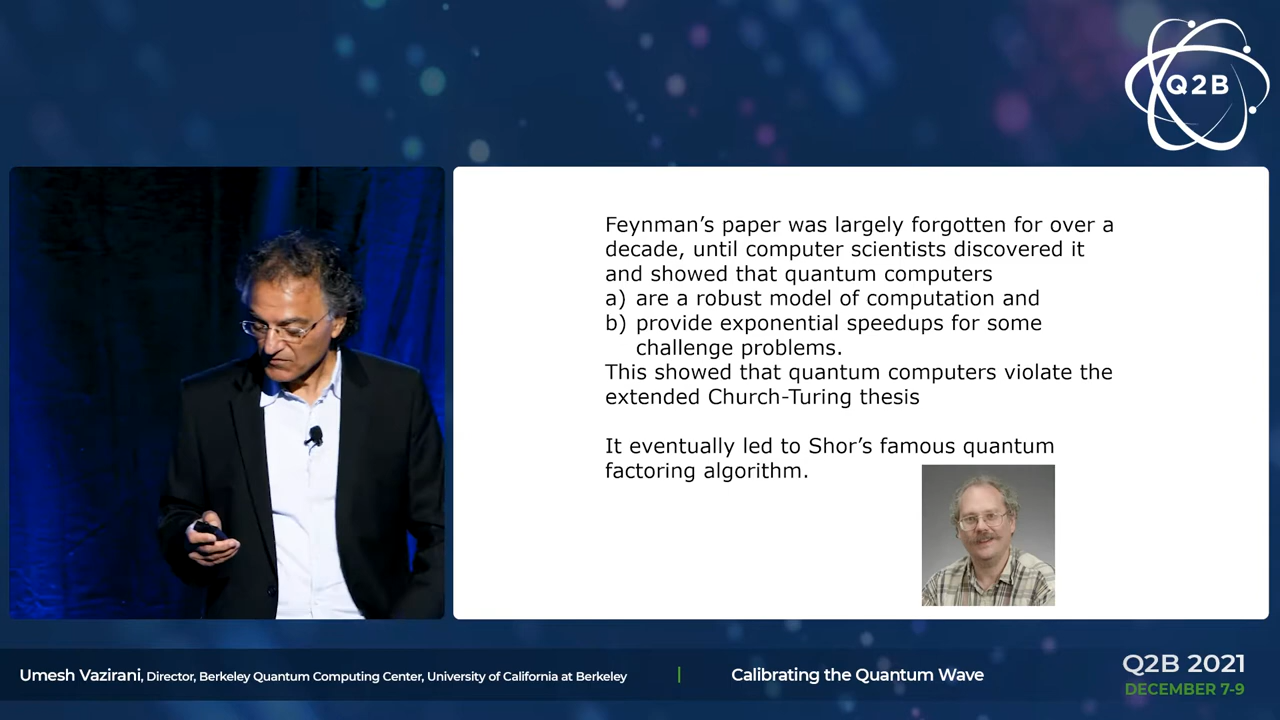 Q2B
Feynman's paper was largely forgotten for over a
decade, until computer scientists discovered it
and showed that quantum computers
a) are a robust model of computation and
b) provide exponential speedups for some
challenge problems.
This showed that quantum computers violate the
extended Church-Turing thesis
It eventually led to Shor's famous quantum
factoring algorithm.
Umesh Vazirani, Director, Berkeley Quantum Computing Center, University of California at Berkeley | Calibrating the Quantum Wave
Q2B 2021
DECEMBER 7-9